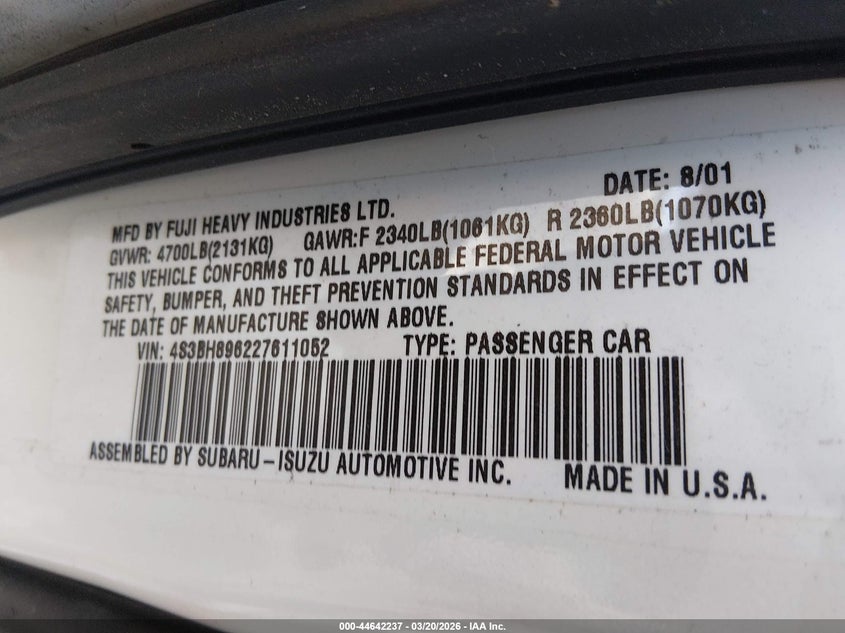 DATE: 8/01
MFD BY FUJI HEAVY INDUSTRIES LTD.
GVWR: 4700LB(2131KG) GAWR:F 2340LB(1061KG) R 2360LB(1070KG)
THIS VEHICLE CONFORMS TO ALL APPLICABLE FEDERAL MOTOR VEHICLE
SAFETY, BUMPER, AND THEFT PREVENTION STANDARDS IN EFFECT ON
THE DATE OF MANUFACTURE SHOWN ABOVE.
VIN: 4S3BH896227611052 TYPE: PASSENGER CAR
ASSEMBLED BY SUBARU-ISUZU AUTOMOTIVE INC. MADE IN U.S.A.
000-44642237 - 03/20/2026 - IAA Inc.